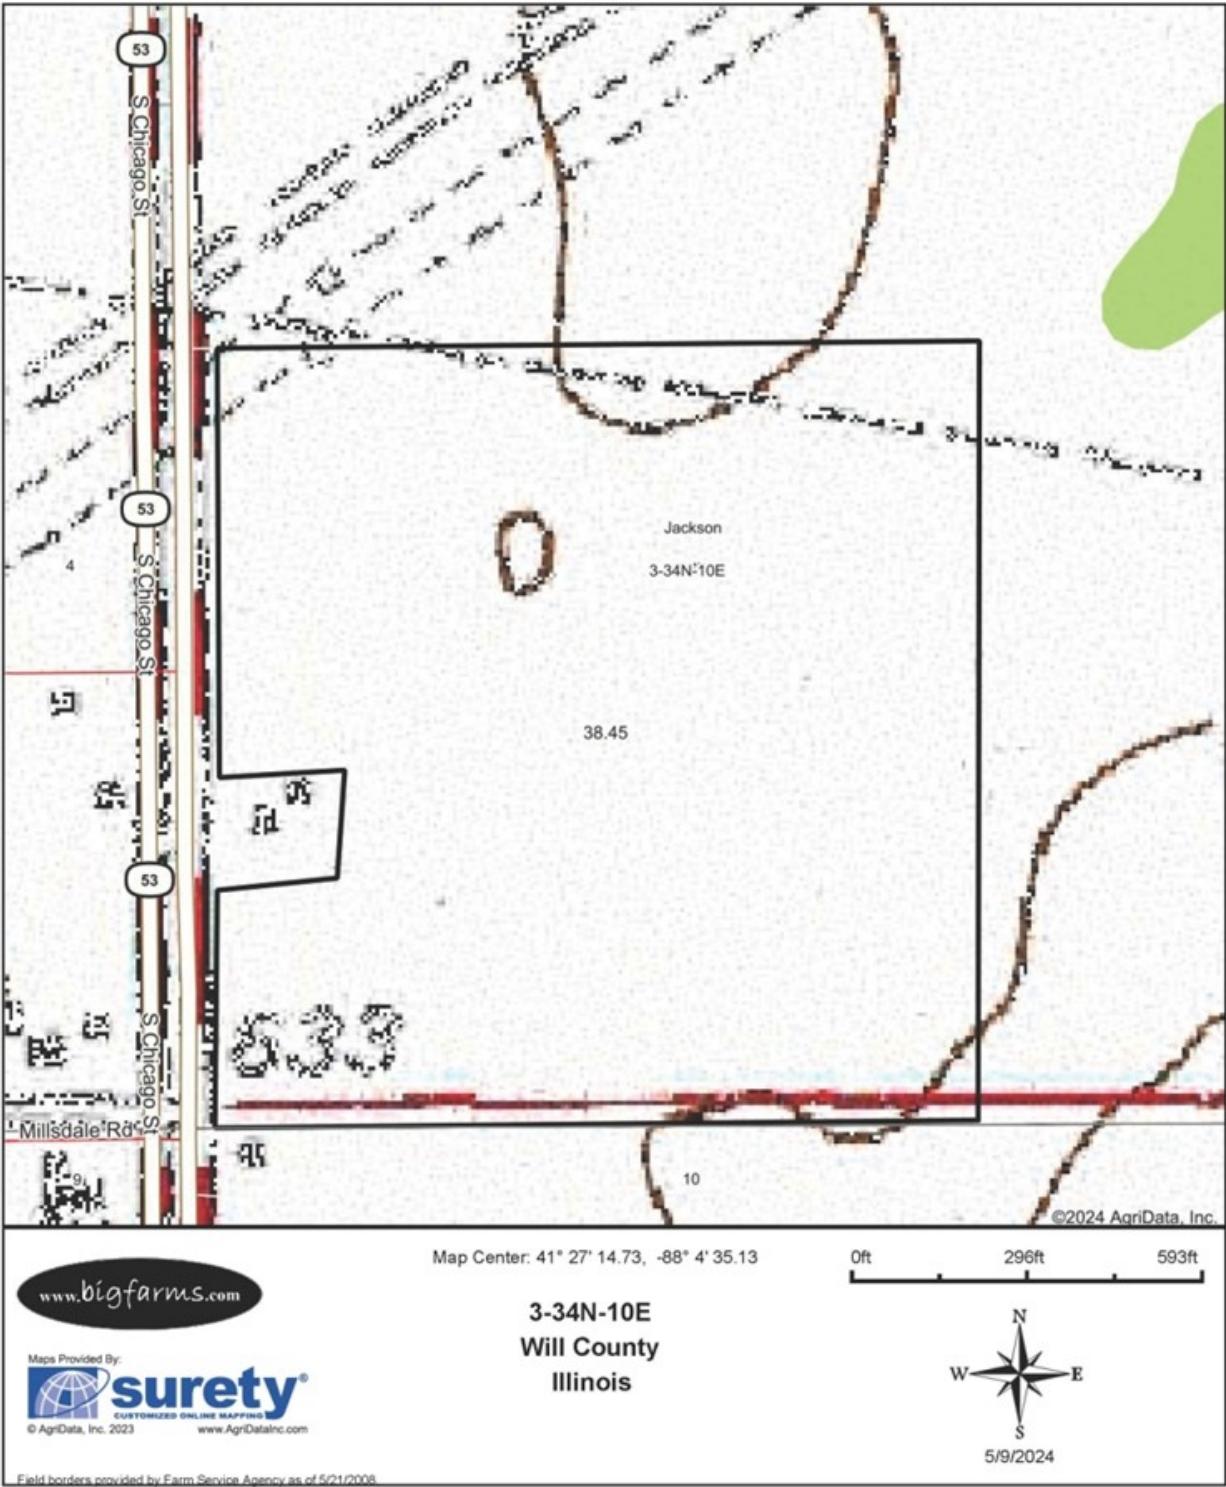 53
S Chicago St
53
Jackson
3-34N-10E
4
S Chicago St
38.45
53
633
S Chicago St
Millsdale Rd
9
10
©2024 AgriData, Inc.
Map Center: 41° 27' 14.73, -88° 4' 35.13
0ft 296ft 593ft
www.bigfarms.com
3-34N-10E
Will County
Illinois
N
W E
S
Maps Provided By:
surety®
CUSTOMIZED ONLINE MAPPING
© AgriData, Inc. 2023 www.AgriDataInc.com
5/9/2024
Field borders provided by Farm Service Agency as of 5/21/2008.